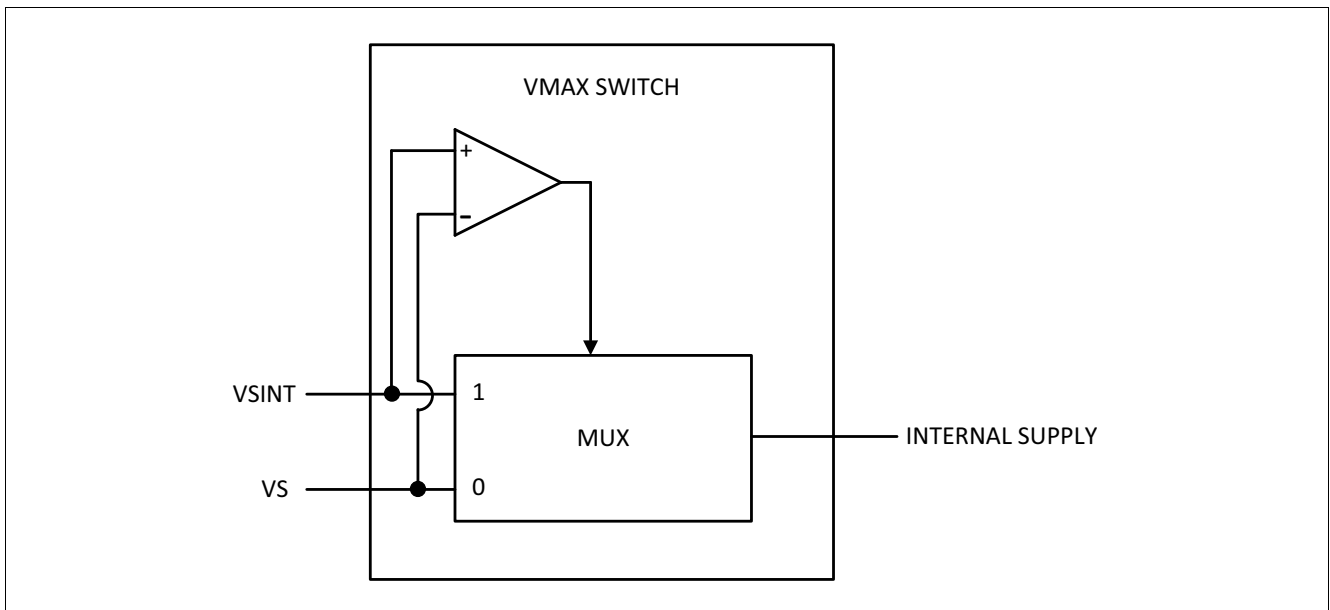 VMAX SWITCH
+
-
VSINT
1
MUX
INTERNAL SUPPLY
VS
0